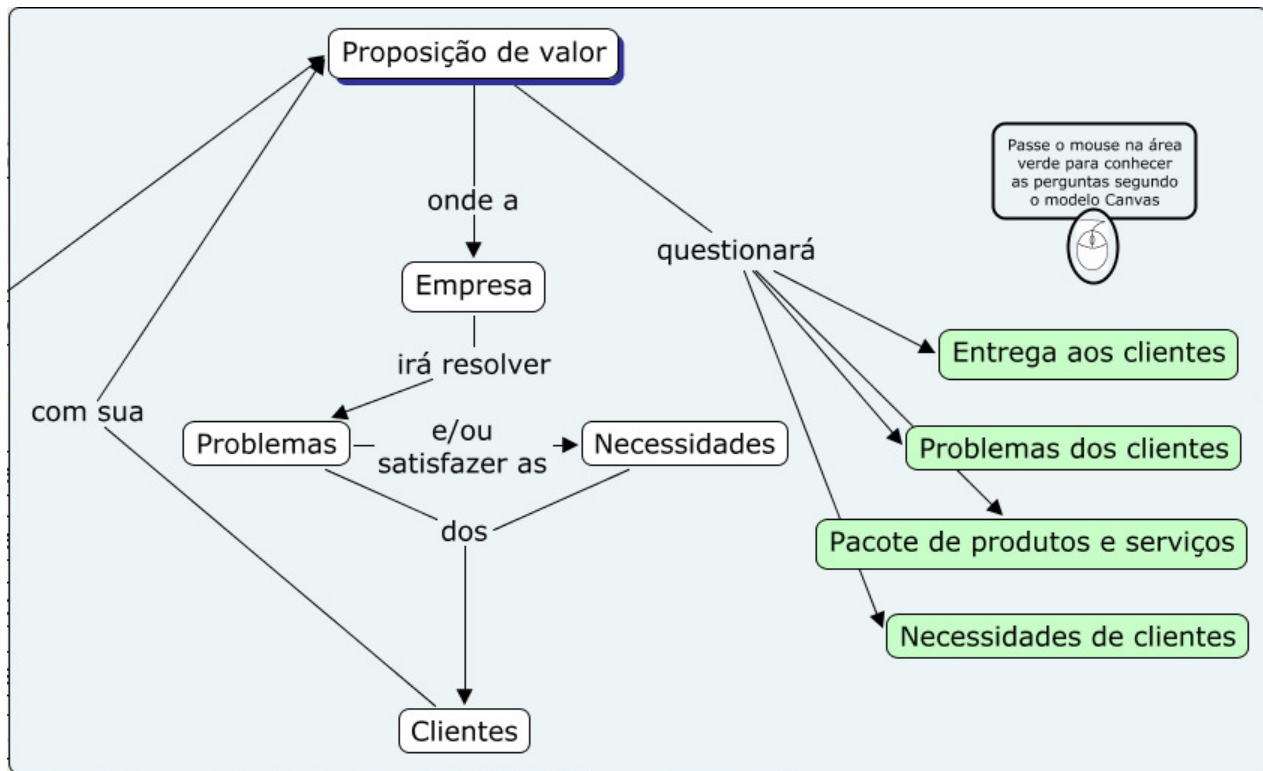 Proposição de valor
Passe o mouse na área
verde para conhecer
as perguntas segundo
o modelo Canvas
onde a
questionará
Empresa
Entrega aos clientes
irá resolver
com sua
Problemas
e/ou
satisfazer as
Necessidades
Problemas dos clientes
dos
Pacote de produtos e serviços
Necessidades de clientes
Clientes